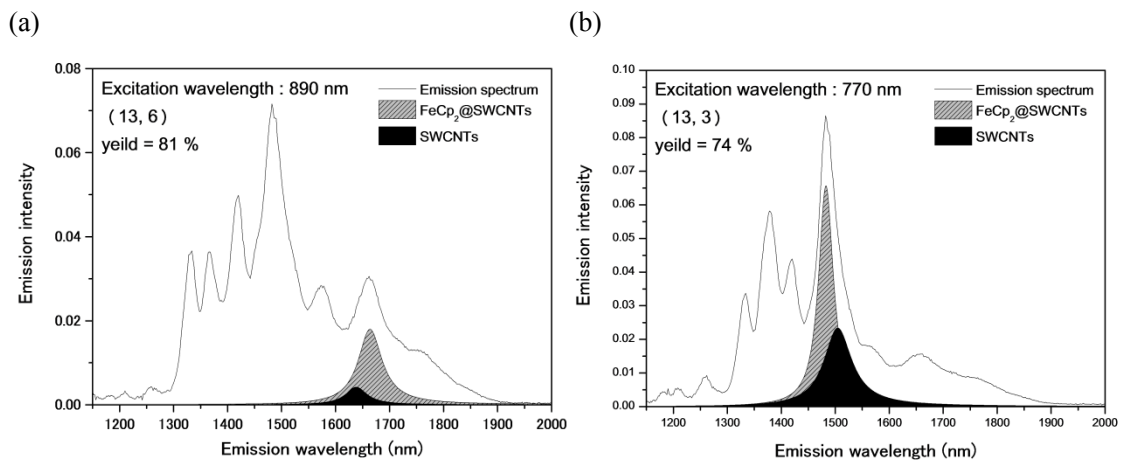 (a)
(b)
0.08
0.06
0.04
0.02
0.00
Emission intensity
Excitation wavelength : 890 nm
( 13, 6 )
yeild = 81 %
Emission spectrum
FeCp2@SWCNTs
SWCNTs
1200 1300 1400 1500 1600 1700 1800 1900 2000
Emission wavelength (nm)
0.10
0.09
0.08
0.07
0.06
0.05
0.04
0.03
0.02
0.01
0.00
Emission intensity
Excitation wavelength : 770 nm
( 13, 3 )
yeild = 74 %
Emission spectrum
FeCp2@SWCNTs
SWCNTs
1200 1300 1400 1500 1600 1700 1800 1900 2000
Emission wavelength (nm)